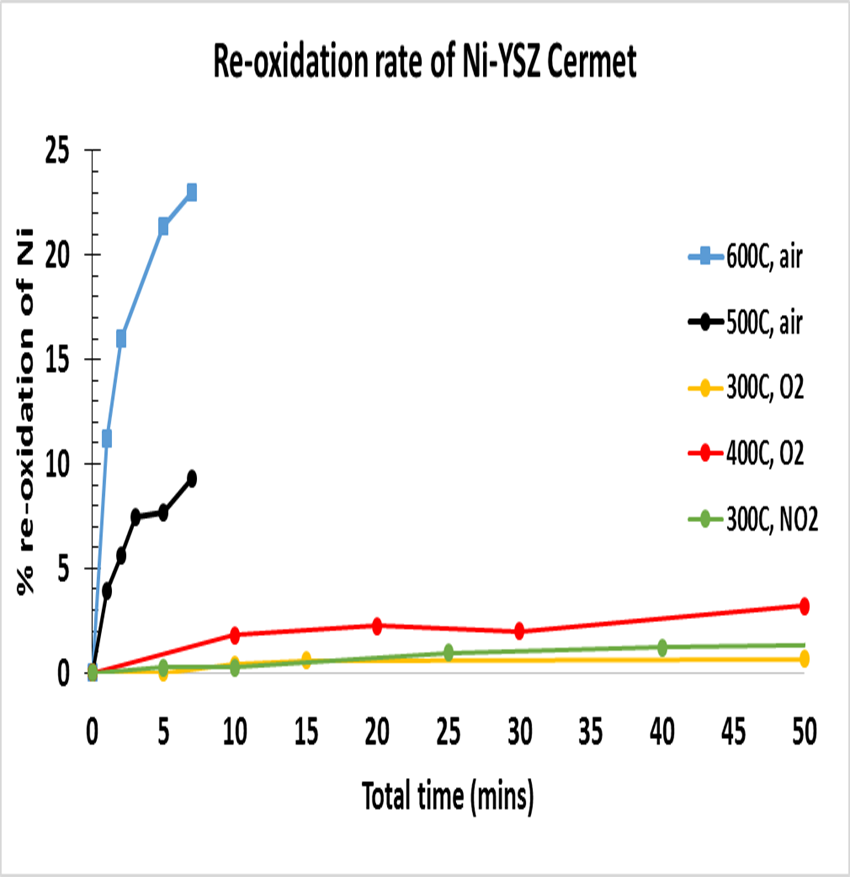 Re-oxidation rate of Ni-YSZ Cermet
% re-oxidation of Ni
25
20
15
10
5
0
0 5 10 15 20 25 30 35 40 45 50
Total time (mins)
600C, air
500C, air
300C, O2
400C, O2
300C, NO2